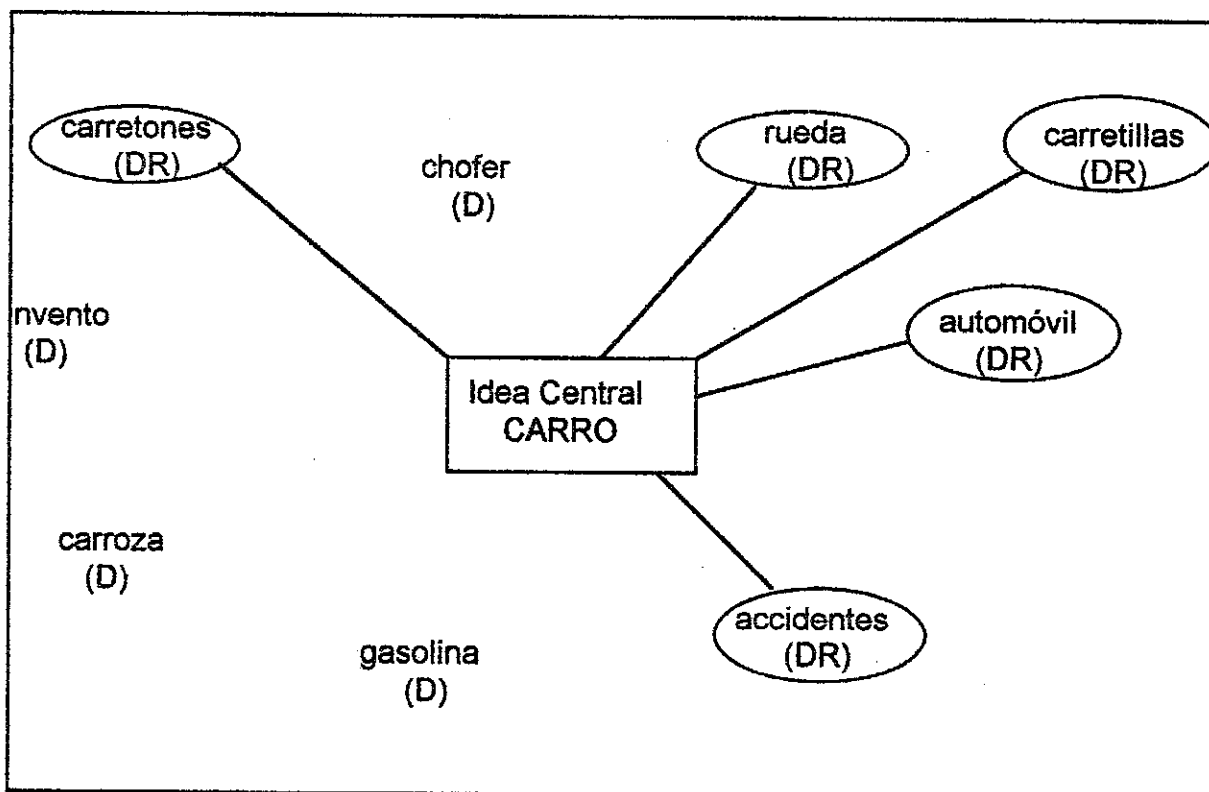 carretones
(DR)
chofer
(D)
rueda
(DR)
carretillas
(DR)
nvento
(D)
automóvil
(DR)
Idea Central
CARRO
carroza
(D)
gasolina
(D)
accidentes
(DR)